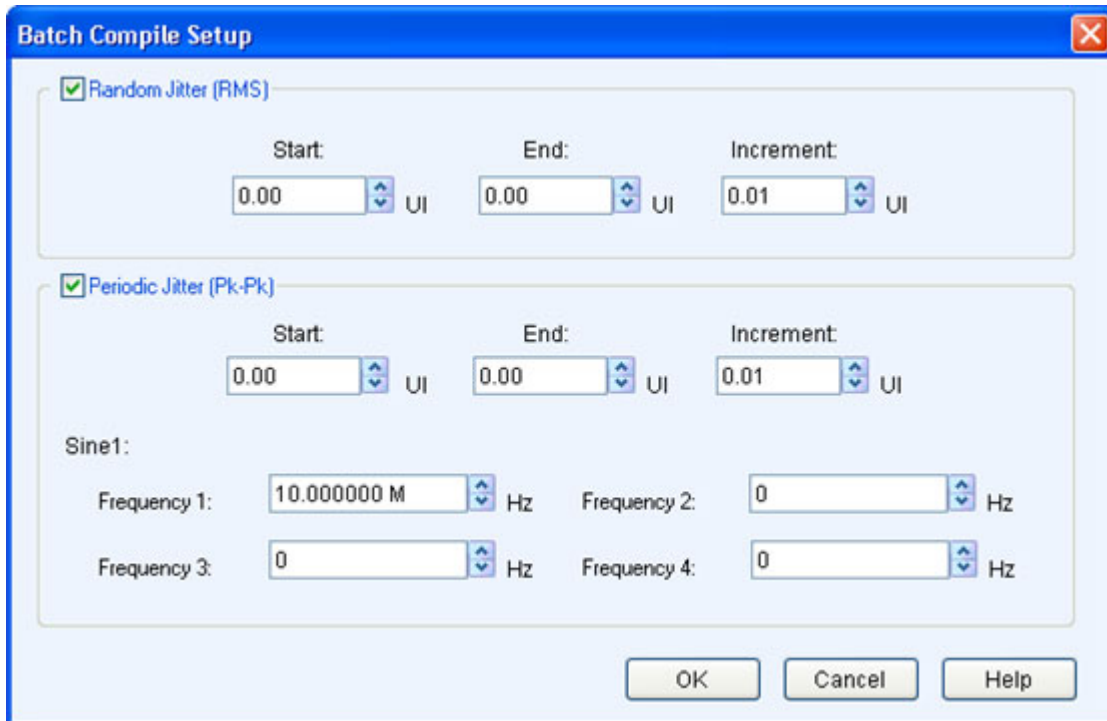 Batch Compile Setup
Random Jitter (RMS)
Start: End: Increment:
0.00 UI 0.00 UI 0.01 UI
Periodic Jitter (Pk-Pk)
Start: End: Increment:
0.00 UI 0.00 UI 0.01 UI
Sine1:
Frequency 1: 10.000000 M Hz Frequency 2: 0 Hz
Frequency 3: 0 Hz Frequency 4: 0 Hz
OK Cancel Help